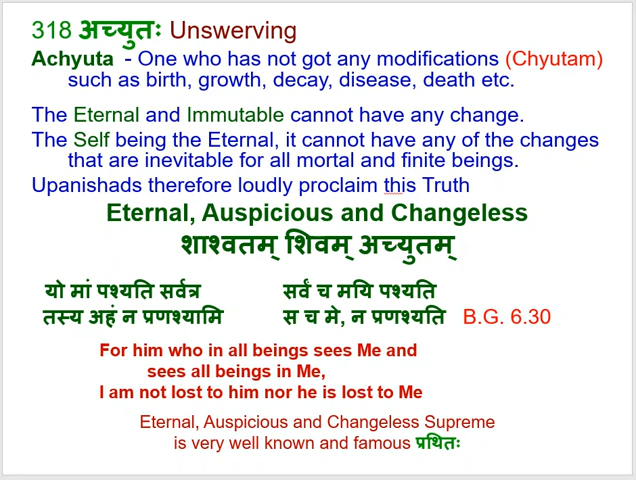 318 अच्युतः Unswerving
Achyuta - One who has not got any modifications (Chyutam)
such as birth, growth, decay, disease, death etc.
The Eternal and Immutable cannot have any change.
The Self being the Eternal, it cannot have any of the changes
that are inevitable for all mortal and finite beings.
Upanishads therefore loudly proclaim this Truth
Eternal, Auspicious and Changeless
शाश्वतम् शिवम् अच्युतम्
यो मां पश्यति सर्वत्र सर्वं च मयि पश्यति
तस्य अहं न प्रणश्यामि स च मे, न प्रणश्यति B.G. 6.30
For him who in all beings sees Me and
sees all beings in Me,
I am not lost to him nor he is lost to Me
Eternal, Auspicious and Changeless Supreme
is very well known and famous प्रथितः